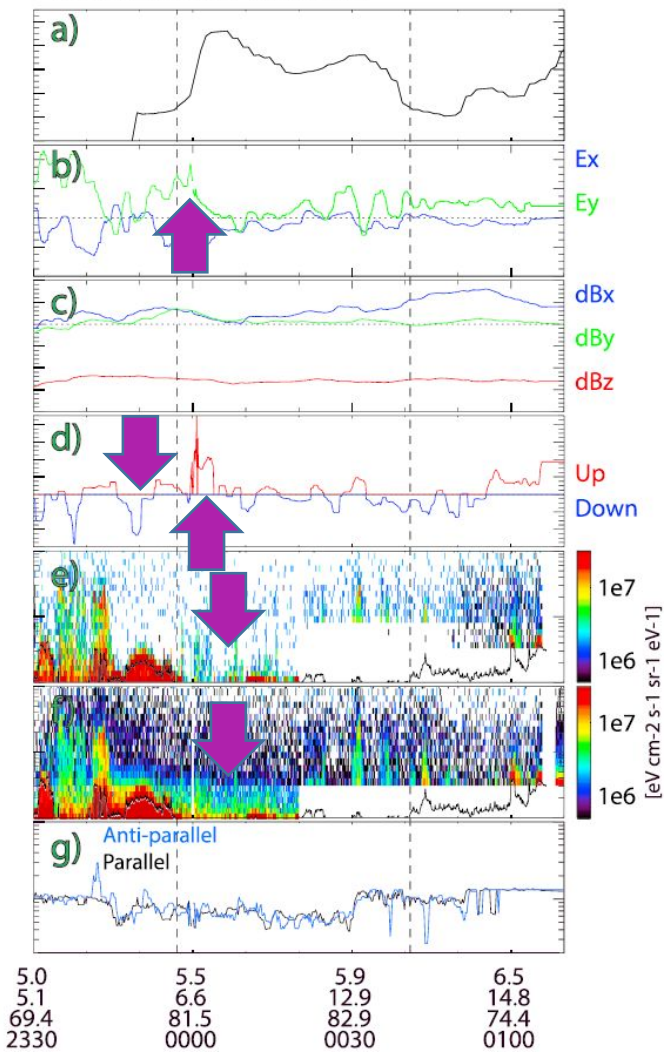 a)
b)
Ex
Ey
c)
dBx
dBy
dBz
d)
Up
Down
e)
1e7
1e6
f)
1e7
1e6
[eV cm-2 s-1 sr-1 eV-1]
g)
Anti-parallel
Parallel
5.0 5.5 5.9 6.5
5.1 6.6 12.9 14.8
69.4 81.5 82.9 74.4
2330 0000 0030 0100